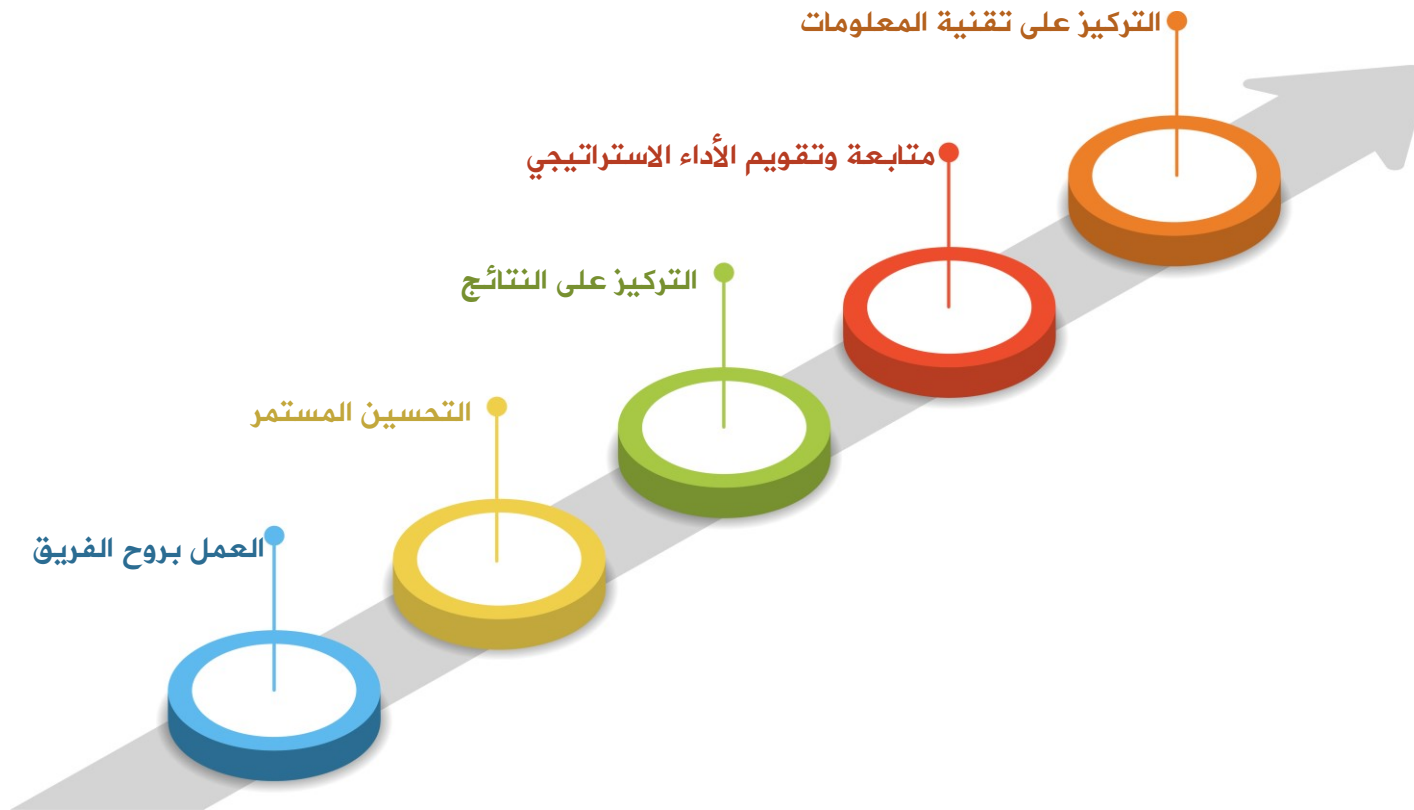 التركيز على تقنية المعلومات
متابعة وتقويم الأداء الاستراتيجي
التركيز على النتائج
التحسين المستمر
العمل بروح الفريق